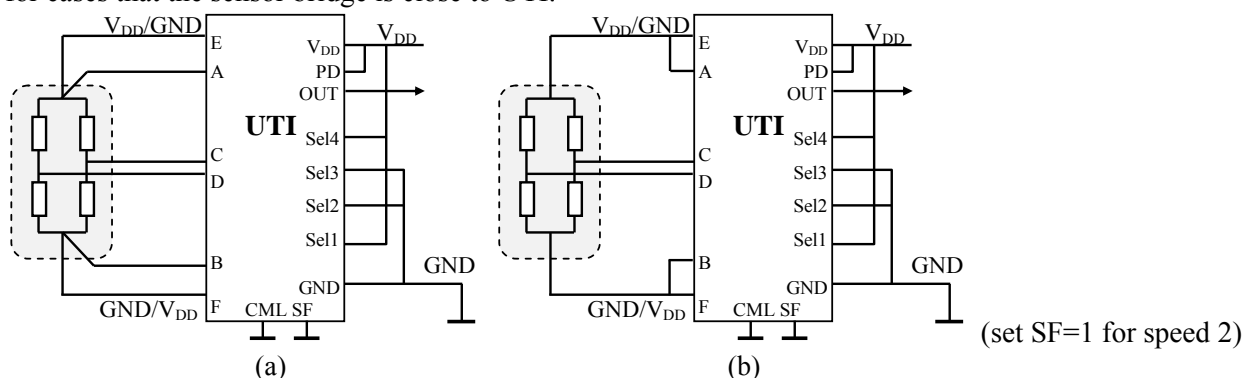 for cases that the sensor bridge is close to UTI.
VDD/GND
E
A
C
D
B
F
GND/VDD
UTI
VDD
PD
OUT
Sel4
Sel3
Sel2
Sel1
GND
CML SF
VDD
GND
(a)
VDD/GND
E
A
C
D
B
F
GND/VDD
UTI
VDD
PD
OUT
Sel4
Sel3
Sel2
Sel1
GND
CML SF
VDD
GND
(b)
(set SF=1 for speed 2)